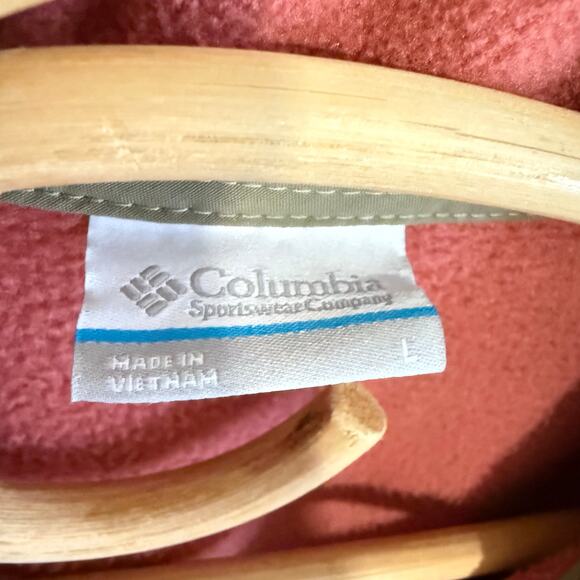 Columbia
Sportswear Company
MADE IN
VIETNAM
L